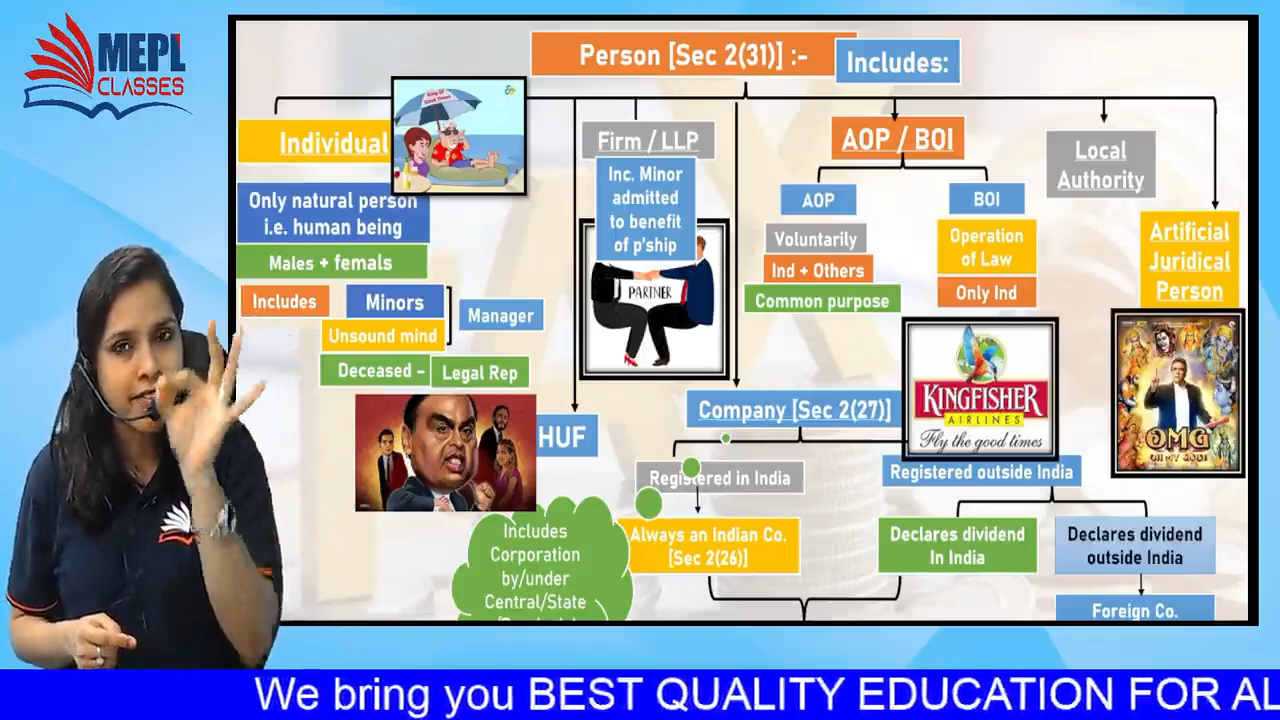 MEPL
CLASSES
Person [Sec 2(31)] :-
Includes:
Individual
Only natural person
i.e. human being
Males + femals
Includes
Minors
Manager
Unsound mind
Deceased –
Legal Rep
HUF
Firm / LLP
Inc. Minor
admitted
to benefit
of p'ship
PARTNER
AOP / BOI
AOP
Voluntarily
Ind + Others
Common purpose
BOI
Operation
of Law
Only Ind
Local
Authority
Artificial
Juridical
Person
KINGFISHER
AIRLINES
Fly the good times
OMG
OH MY GOD!
Company [Sec 2(27)]
Registered in India
Registered outside India
Always an Indian Co.
[Sec 2(26)]
Declares dividend
In India
Declares dividend
outside India
Foreign Co.
Includes
Corporation
by/under
Central/State
We bring you BEST QUALITY EDUCATION FOR AL